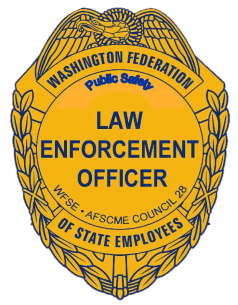 WASHINGTON FEDERATION
Public Safety
LAW
ENFORCEMENT
OFFICER
WFSE • AFSCME COUNCIL 28
OF STATE EMPLOYEES